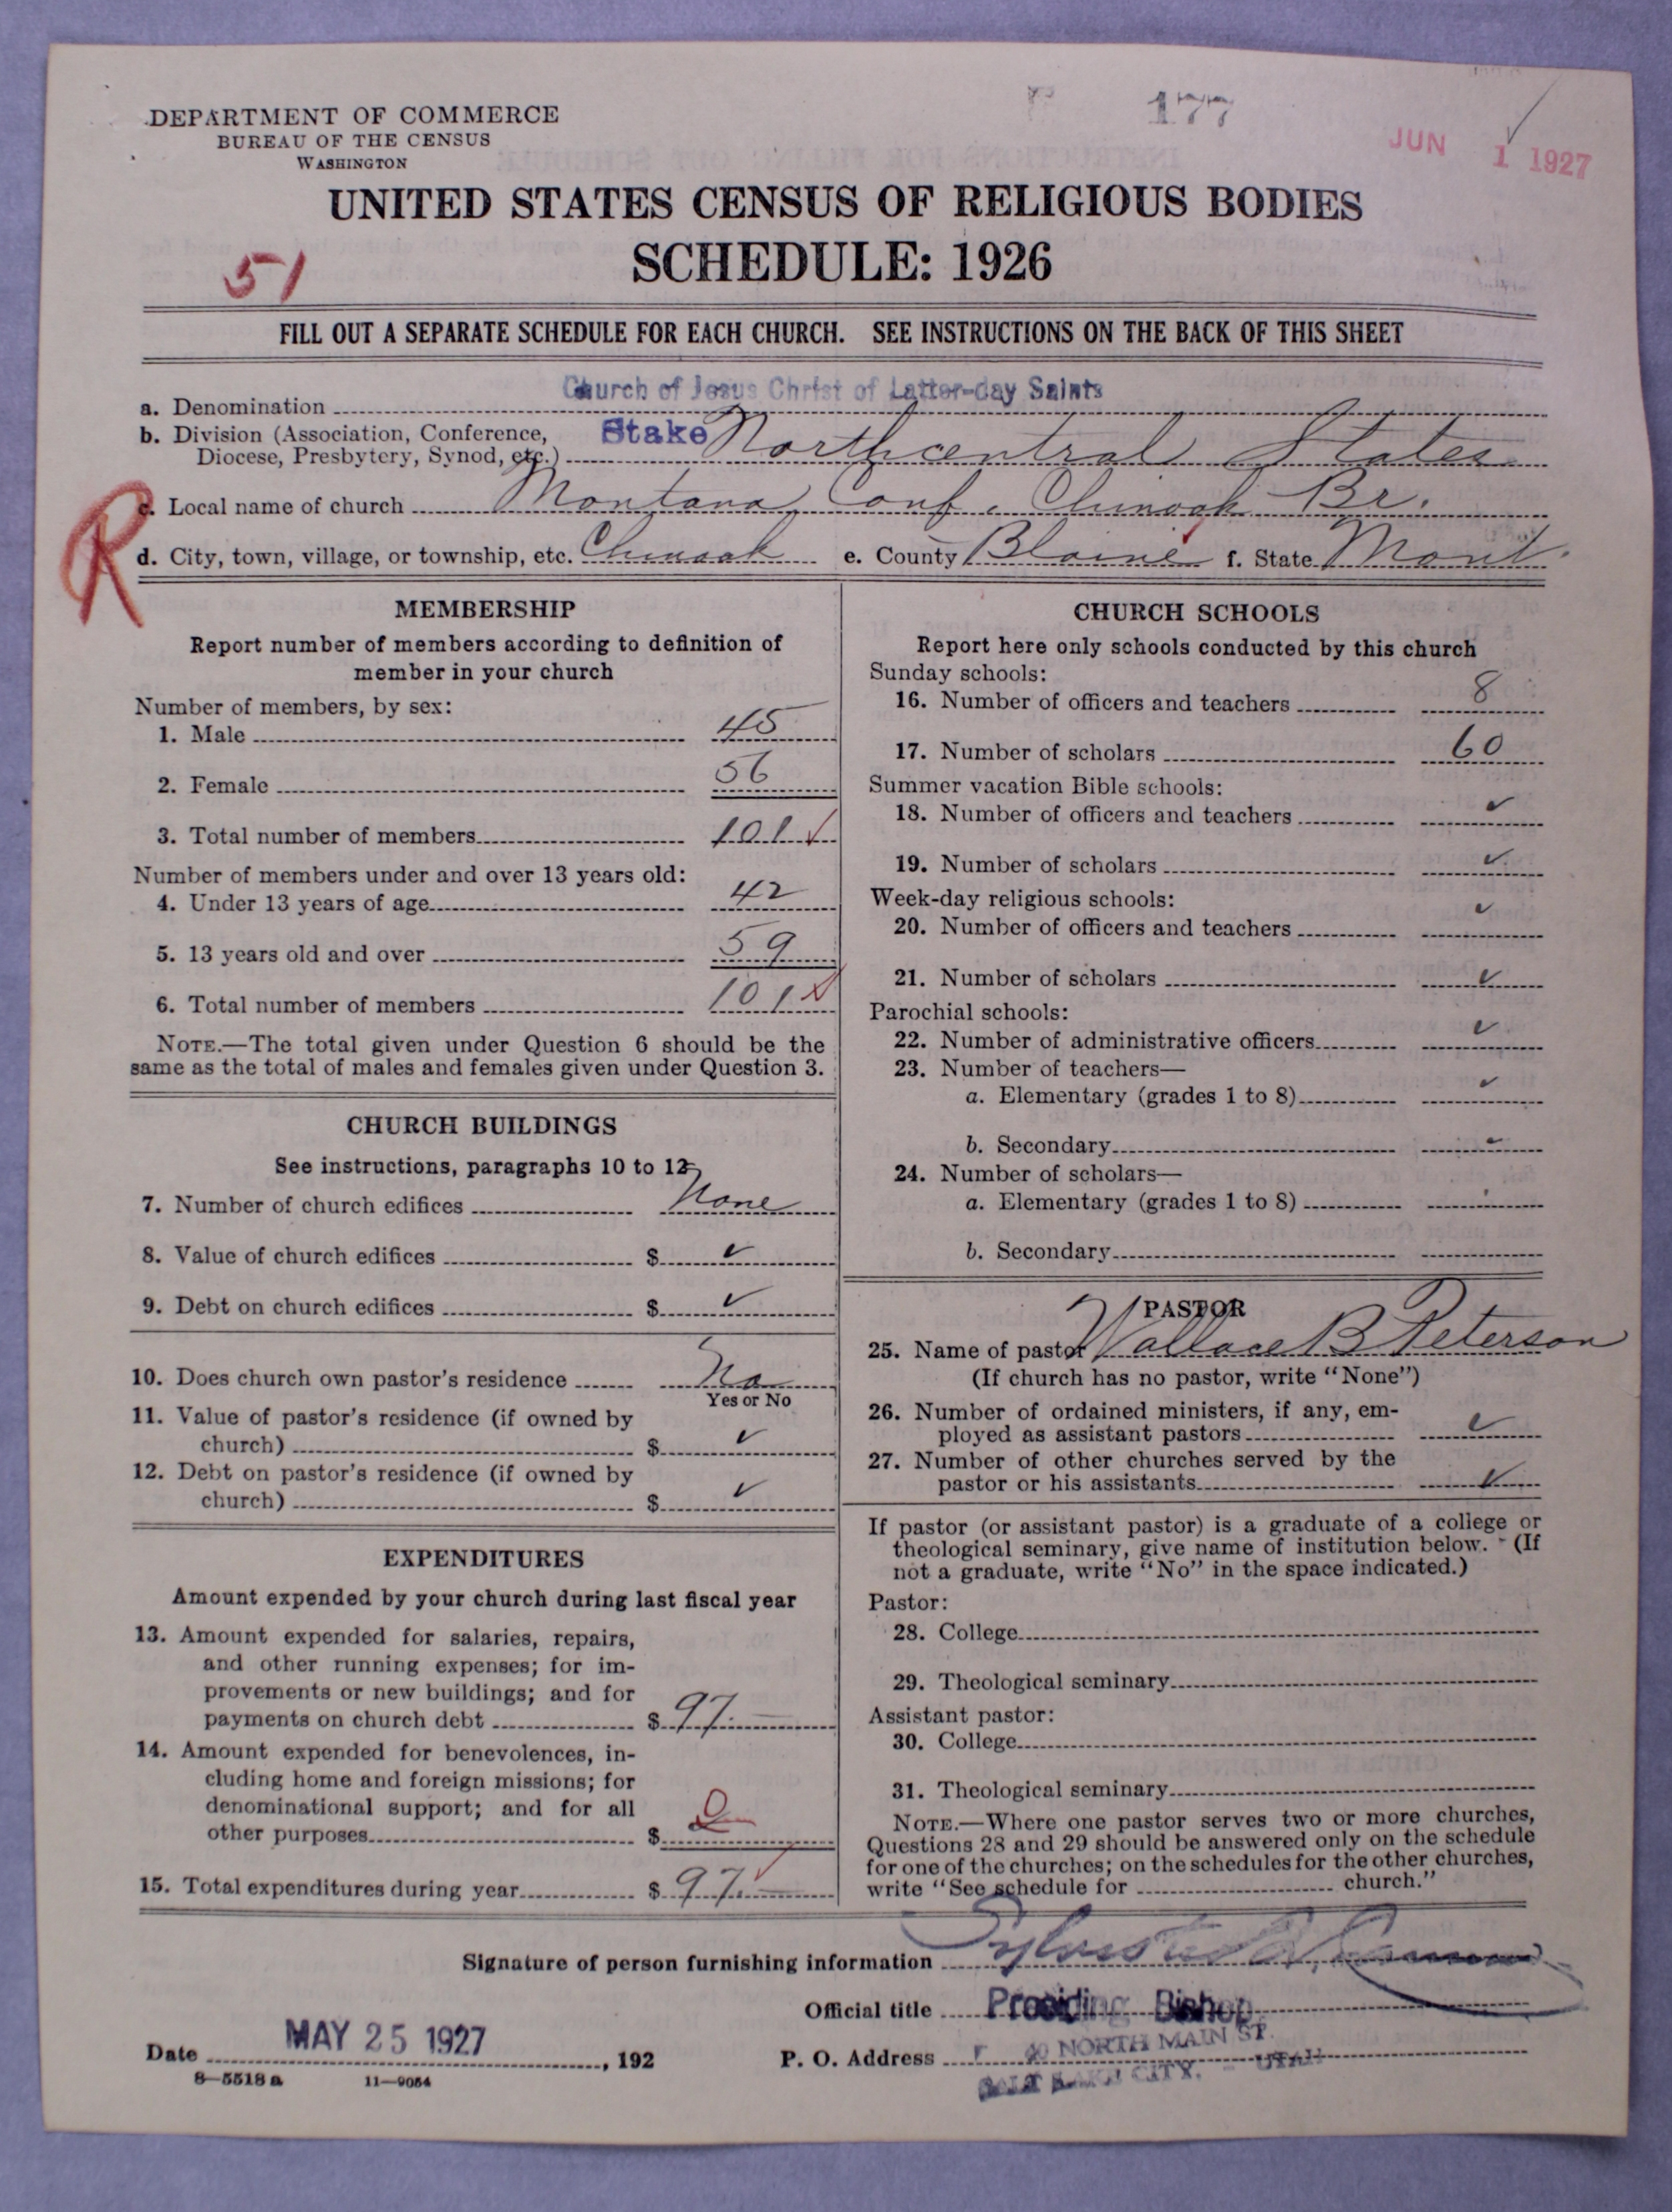 177
JUN 1 1927
DEPARTMENT OF COMMERCE
BUREAU OF THE CENSUS
WASHINGTON
UNITED STATES CENSUS OF RELIGIOUS BODIES
SCHEDULE: 1926
51
FILL OUT A SEPARATE SCHEDULE FOR EACH CHURCH. SEE INSTRUCTIONS ON THE BACK OF THIS SHEET
a. Denomination Church of Jesus Christ of Latter-day Saints
b. Division (Association, Conference, Diocese, Presbytery, Synod, etc.) Stake Northcentral States
R
c. Local name of church Montana Conf. Chinook Br.
d. City, town, village, or township, etc. Chinook e. County Blaine f. State Mont.
MEMBERSHIP
Report number of members according to definition of
member in your church
Number of members, by sex:
1. Male 45
2. Female 56
3. Total number of members 101 ✓
Number of members under and over 13 years old:
4. Under 13 years of age 42
5. 13 years old and over 59
6. Total number of members 101
NOTE.—The total given under Question 6 should be the
same as the total of males and females given under Question 3.
CHURCH BUILDINGS
See instructions, paragraphs 10 to 12
7. Number of church edifices None
8. Value of church edifices $ ✓
9. Debt on church edifices $ ✓
10. Does church own pastor's residence No
Yes or No
11. Value of pastor's residence (if owned by
church) $ ✓
12. Debt on pastor's residence (if owned by
church) $ ✓
EXPENDITURES
Amount expended by your church during last fiscal year
13. Amount expended for salaries, repairs,
and other running expenses; for im-
provements or new buildings; and for
payments on church debt $ 97.—
14. Amount expended for benevolences, in-
cluding home and foreign missions; for
denominational support; and for all
other purposes $ 0
15. Total expenditures during year $ 97.— ✓
CHURCH SCHOOLS
Report here only schools conducted by this church
Sunday schools:
16. Number of officers and teachers 8
17. Number of scholars 60
Summer vacation Bible schools:
18. Number of officers and teachers ✓
19. Number of scholars ✓
Week-day religious schools:
20. Number of officers and teachers ✓
21. Number of scholars ✓
Parochial schools:
22. Number of administrative officers ✓
23. Number of teachers—
a. Elementary (grades 1 to 8) ✓
b. Secondary ✓
24. Number of scholars—
a. Elementary (grades 1 to 8)
b. Secondary
PASTOR
25. Name of pastor Wallace B Peterson
(If church has no pastor, write "None")
26. Number of ordained ministers, if any, em-
ployed as assistant pastors ✓
27. Number of other churches served by the
pastor or his assistants ✓
If pastor (or assistant pastor) is a graduate of a college or
theological seminary, give name of institution below. (If
not a graduate, write "No" in the space indicated.)
Pastor:
28. College
29. Theological seminary
Assistant pastor:
30. College
31. Theological seminary
NOTE.—Where one pastor serves two or more churches,
Questions 28 and 29 should be answered only on the schedule
for one of the churches; on the schedules for the other churches,
write "See schedule for church."
Signature of person furnishing information Sylvester Q. Cannon
Official title Presiding Bishop
Date MAY 25 1927, 192
P. O. Address 40 NORTH MAIN ST.
SALT LAKE CITY, - UTAH
8—5518 a 11—9054